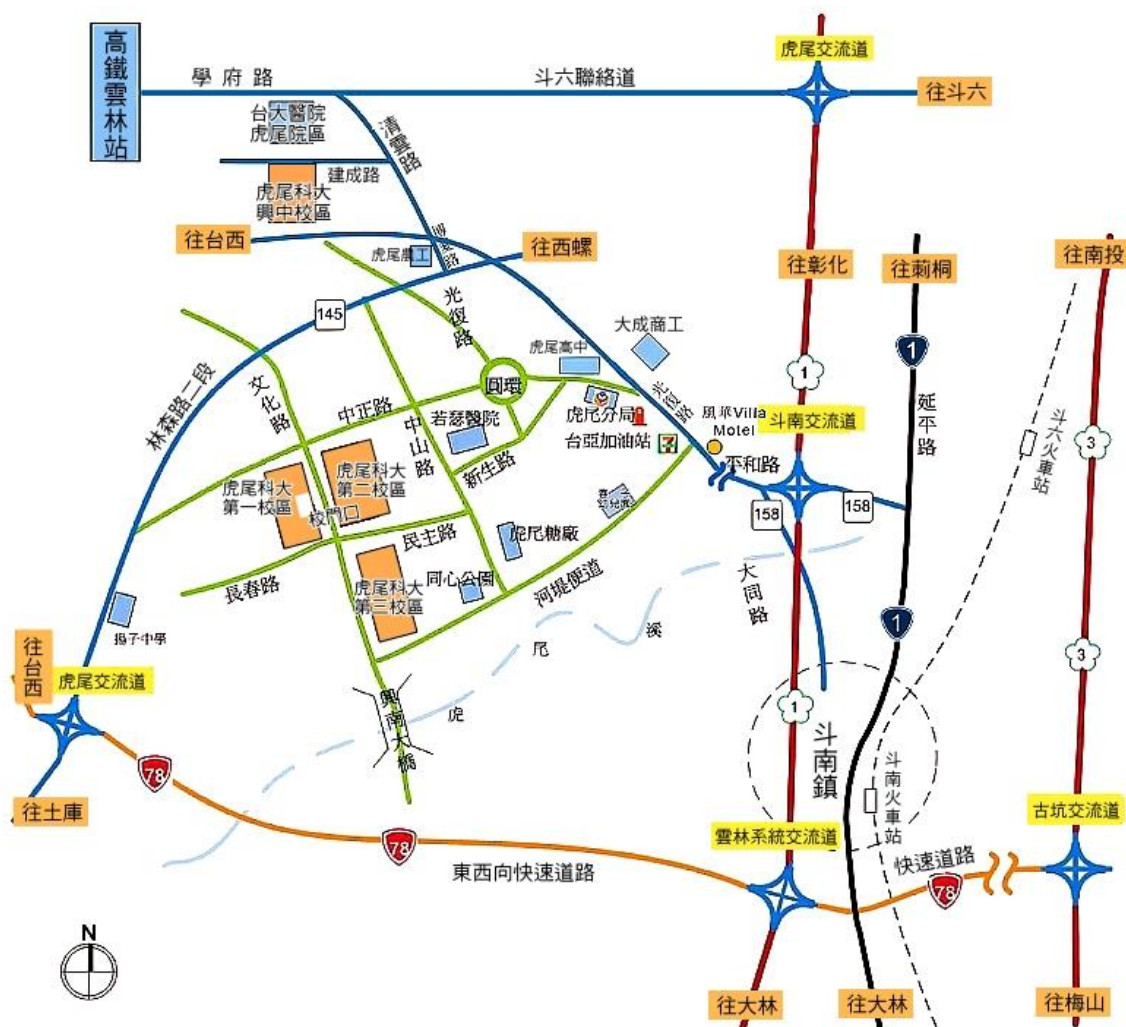 高鐵雲林站
學府路
斗六聯絡道
虎尾交流道
往斗六
台大醫院
虎尾院區
清雲路
建成路
虎尾科大
興中校區
往台西
虎尾農工
往西螺
往彰化
往莿桐
往南投
145
光復路
大成商工
虎尾高中
1
1
圓環
林森路二段
文化路
中正路
中山路
若瑟醫院
虎尾分局
台亞加油站
7
光復路
風華Villa
Motel
斗南交流道
延平路
斗六火車站
3
平和路
新生路
虎尾科大
第一校區
虎尾科大
第二校區
校門口
158
158
民主路
虎尾糖廠
長春路
虎尾科大
第三校區
同心公園
河堤便道
大同路
揚子中學
1
3
往台西
虎尾交流道
虎
尾
溪
興南大橋
1
斗南鎮
斗南火車站
78
往土庫
78
東西向快速道路
雲林系統交流道
快速道路
78
古坑交流道
N
往大林
往大林
往梅山